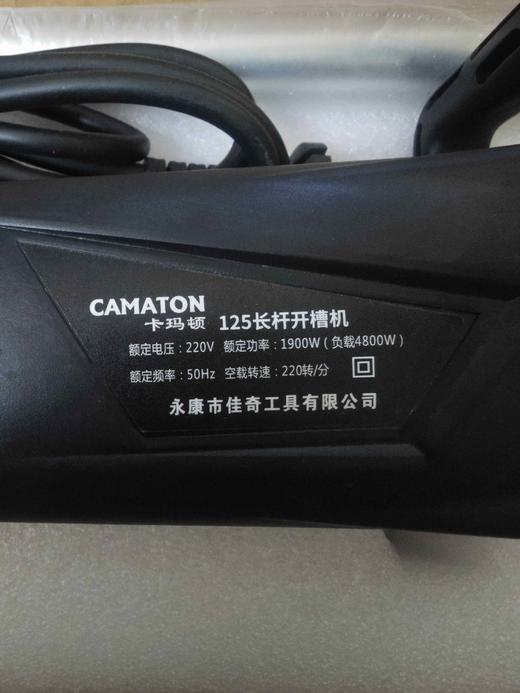 CAMATON
卡玛顿 125长杆开槽机
额定电压：220V 额定功率：1900W（负载4800W）
额定频率：50Hz 空载转速：220转/分
永康市佳奇工具有限公司